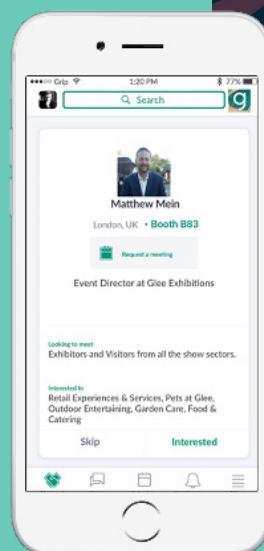 Grip 1:20 PM 77%
Search g
Matthew Mein
London, UK • Booth B83
Request a meeting
Event Director at Glee Exhibitions
Looking to meet
Exhibitors and Visitors from all the show sectors.
Interested In
Retail Experiences & Services, Pets at Glee,
Outdoor Entertaining, Garden Care, Food &
Catering
Skip Interested